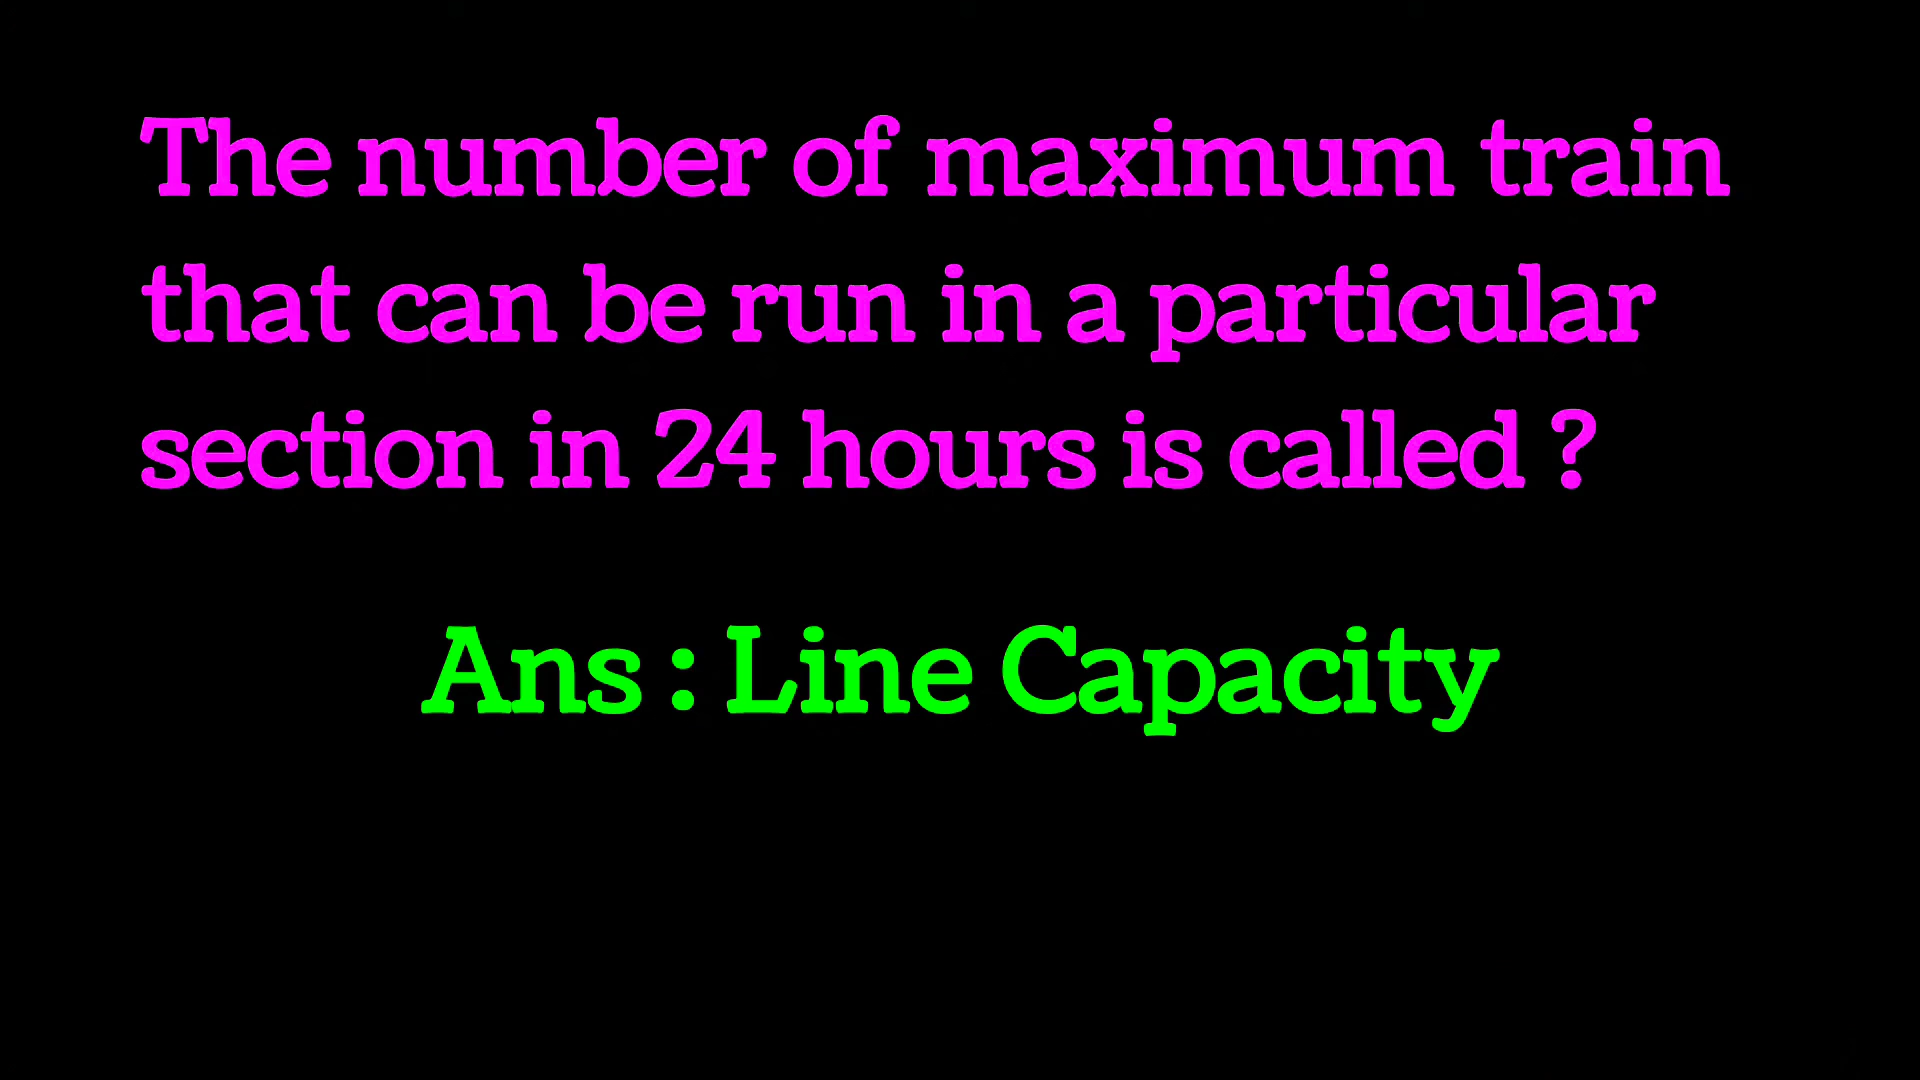 The number of maximum train
that can be run in a particular
section in 24 hours is called ?
Ans : Line Capacity